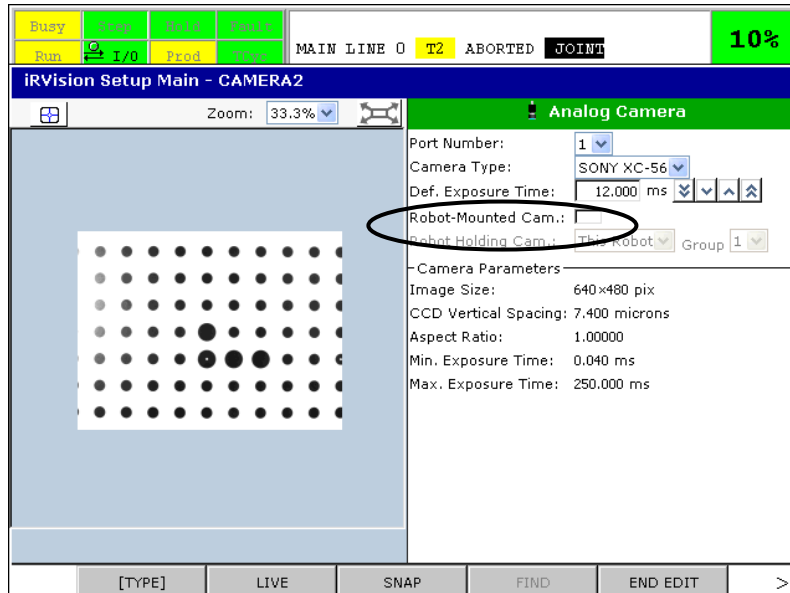 Busy Step Hold Fault
Run I/O Prod TCyc
MAIN LINE 0 T2 ABORTED JOINT
10%
iRVision Setup Main - CAMERA2
Zoom: 33.3%
Analog Camera
Port Number: 1
Camera Type: SONY XC-56
Def. Exposure Time: 12.000 ms
Robot-Mounted Cam.:
Robot Holding Cam.: This Robot Group 1
Camera Parameters
Image Size: 640×480 pix
CCD Vertical Spacing: 7.400 microns
Aspect Ratio: 1.00000
Min. Exposure Time: 0.040 ms
Max. Exposure Time: 250.000 ms
[TYPE] LIVE SNAP FIND END EDIT >